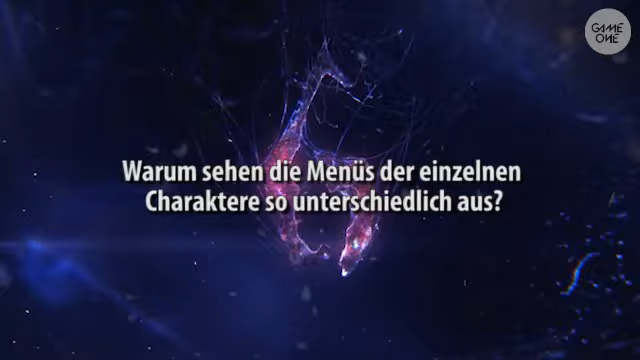 GAME
ONE
Warum sehen die Menüs der einzelnen
Charaktere so unterschiedlich aus?